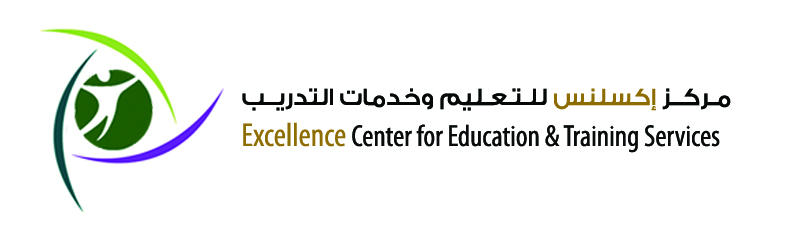 مركز إكسلنس للتعليم وخدمات التدريب
Excellence Center for Education & Training Services